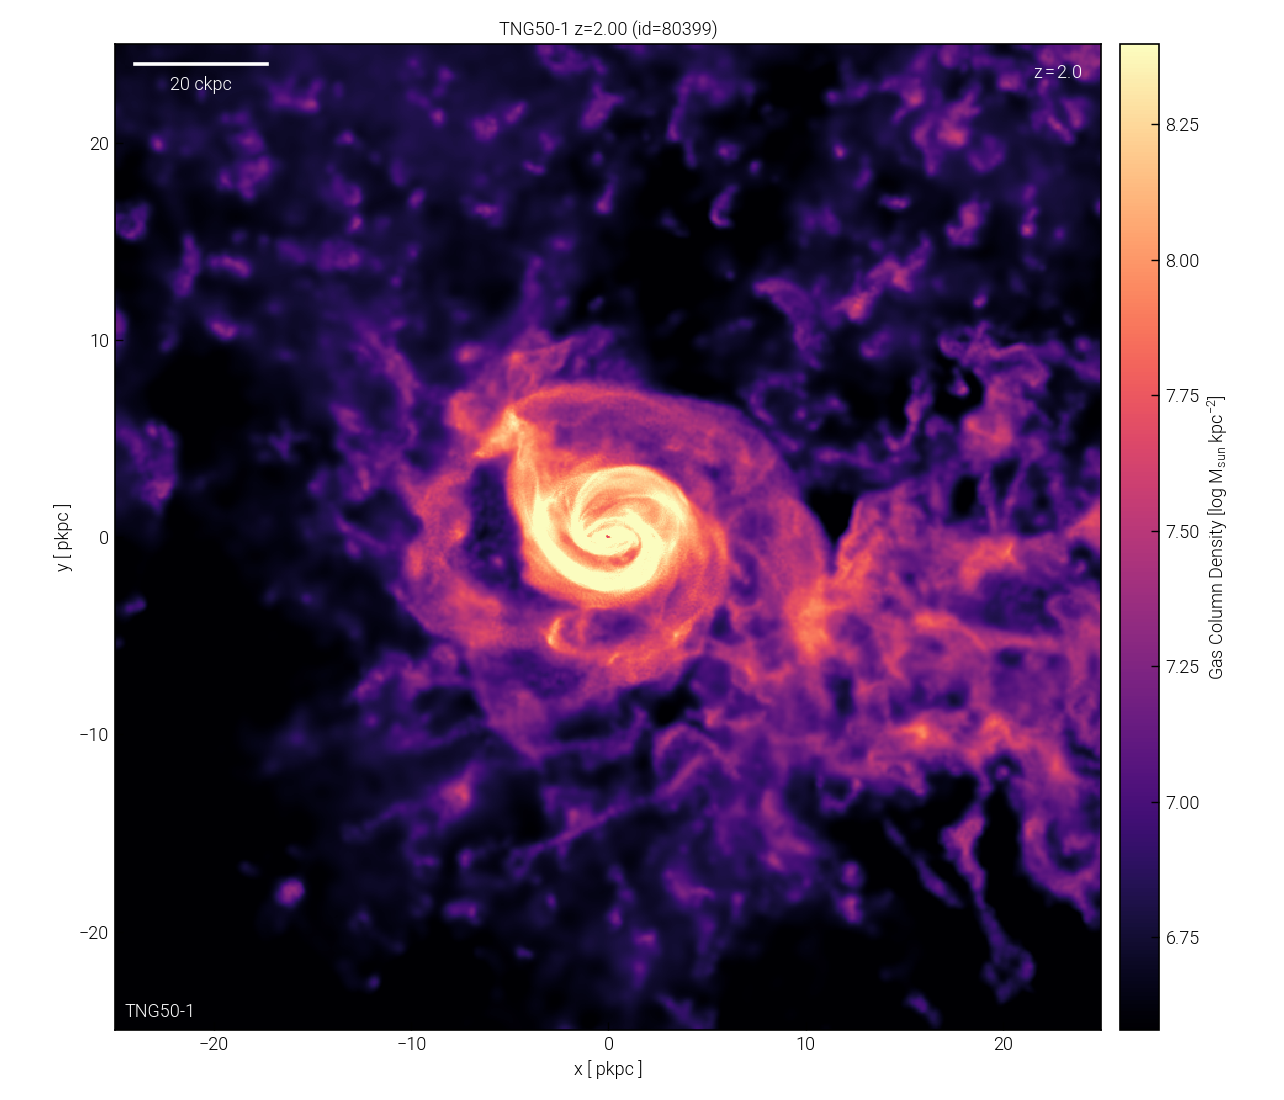 TNG50-1 z=2.00 (id=80399)
20 ckpc
z=2.0
TNG50-1
20
10
0
−10
−20
y [ pkpc ]
−20
−10
0
10
20
x [ pkpc ]
8.25
8.00
7.75
7.50
7.25
7.00
6.75
Gas Column Density [log M_sun kpc^−2]